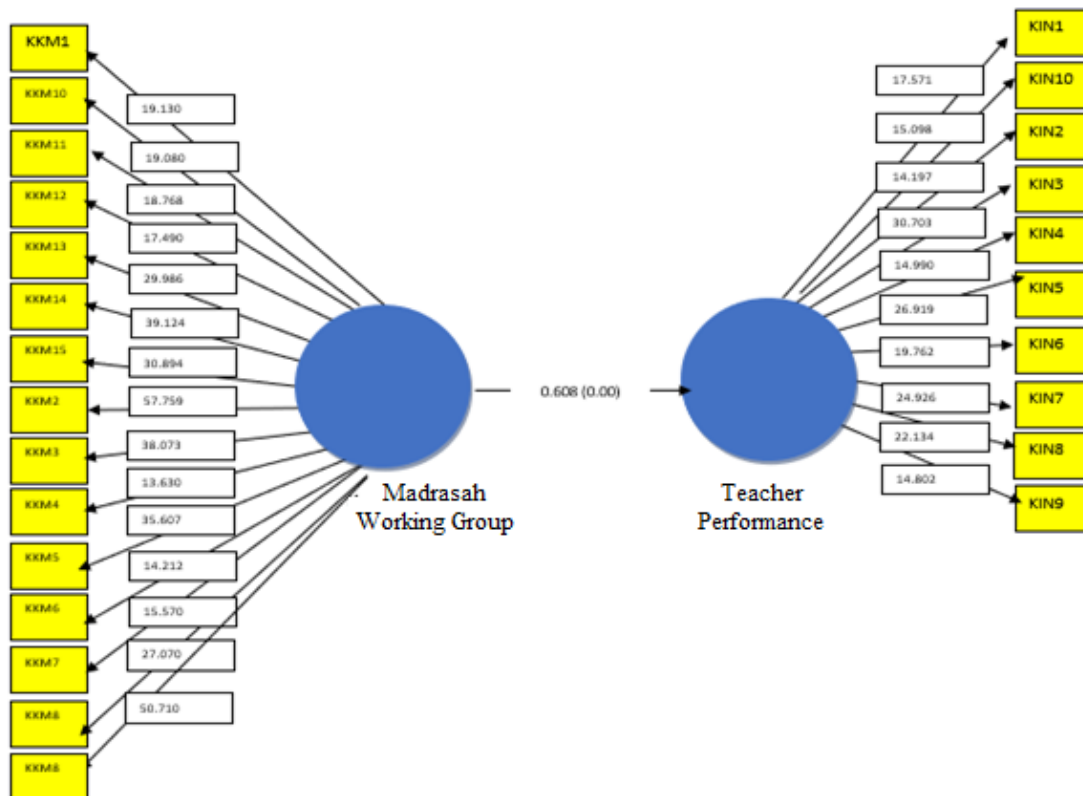 KKM1
KKM10
KKM11
KKM12
KKM13
KKM14
KKM15
KKM2
KKM3
KKM4
KKM5
KKM6
KKM7
KKM8
KKM8
19.130
19.080
18.768
17.490
29.986
39.124
30.894
57.759
38.073
13.630
35.607
14.212
15.570
27.070
50.710
Madrasah
Working Group
0.608 (0.00)
Teacher
Performance
17.571
15.098
14.197
30.703
14.990
26.919
19.762
24.926
22.134
14.802
KIN1
KIN10
KIN2
KIN3
KIN4
KIN5
KIN6
KIN7
KIN8
KIN9